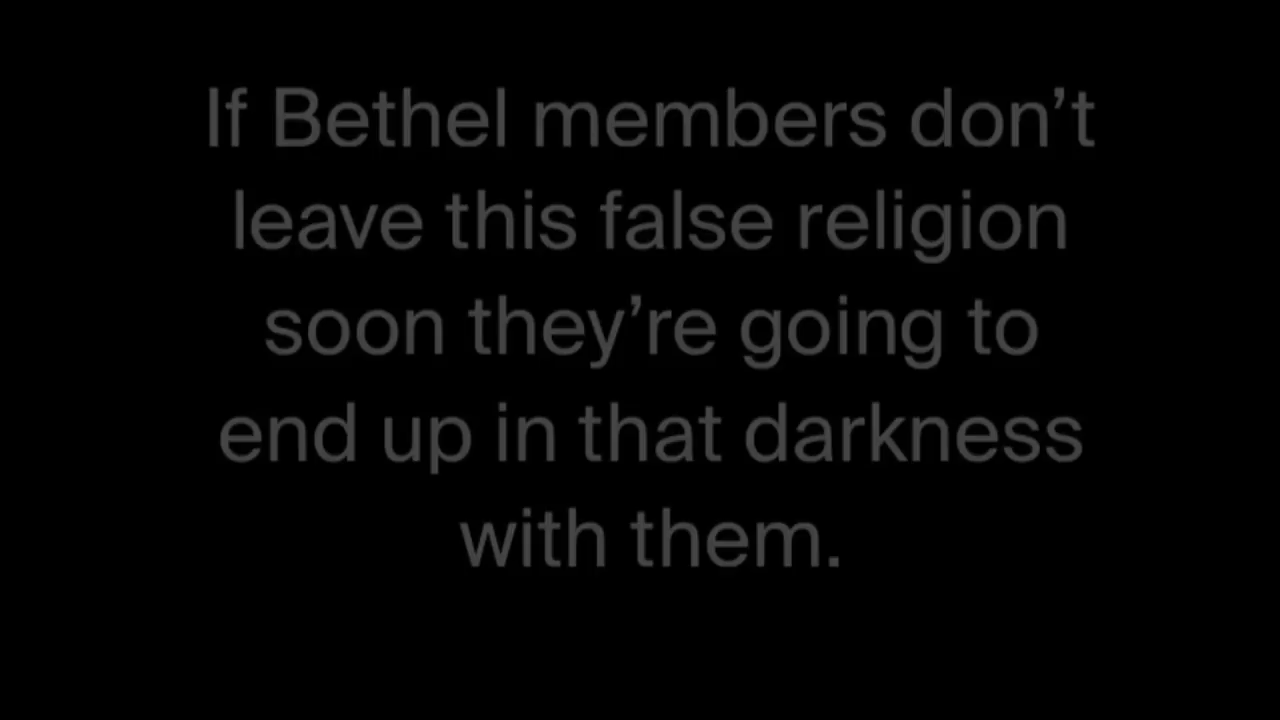 If Bethel members don’t
leave this false religion
soon they’re going to
end up in that darkness
with them.